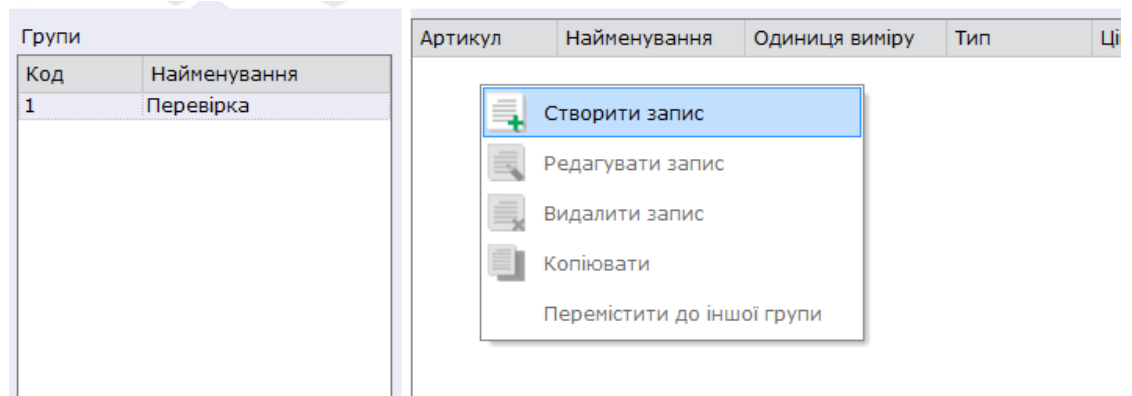 Групи
Код Найменування
1 Перевірка
Артикул Найменування Одиниця виміру Тип
Створити запис
Редагувати запис
Видалити запис
Копіювати
Перемістити до іншої групи